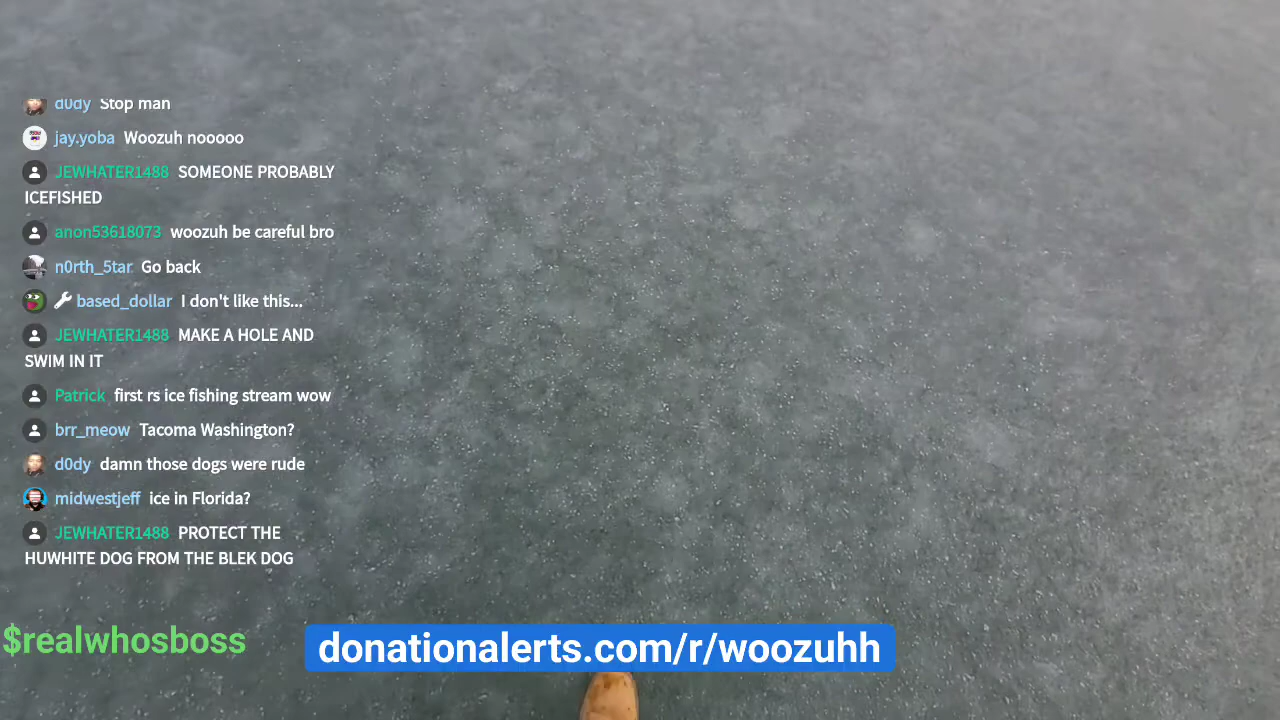 d0dy Stop man
jay.yoba Woozuh nooooo
JEWHATER1488 SOMEONE PROBABLY
ICEFISHED
anon53618073 woozuh be careful bro
n0rth_5tar Go back
based_dollar I don't like this...
JEWHATER1488 MAKE A HOLE AND
SWIM IN IT
Patrick first rs ice fishing stream wow
brr_meow Tacoma Washington?
d0dy damn those dogs were rude
midwestjeff ice in Florida?
JEWHATER1488 PROTECT THE
HUWHITE DOG FROM THE BLEK DOG
$realwhosboss
donationalerts.com/r/woozuhh